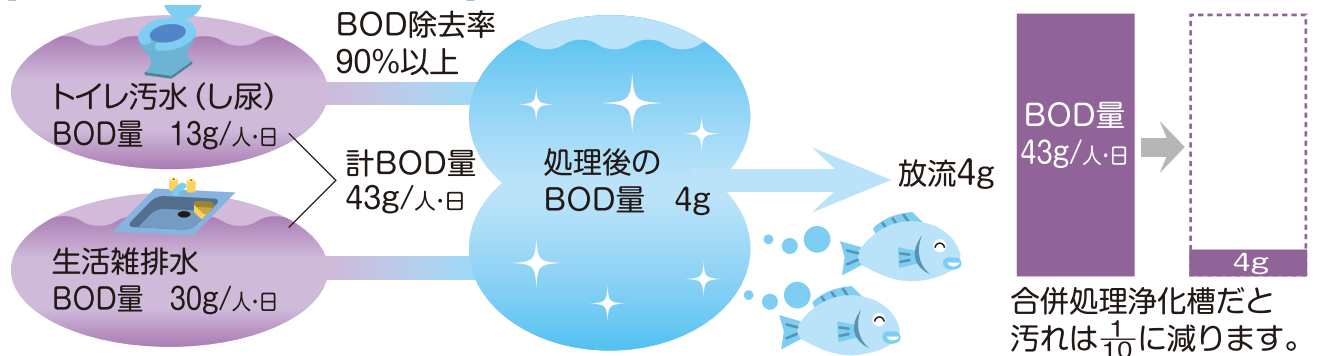 トイレ汚水（し尿）
BOD量　13g/人･日
生活雑排水
BOD量　30g/人･日
BOD除去率
90%以上
計BOD量
43g/人･日
処理後の
BOD量　4g
放流4g
BOD量
43g/人･日
4g
合併処理浄化槽だと
汚れは1/10に減ります。